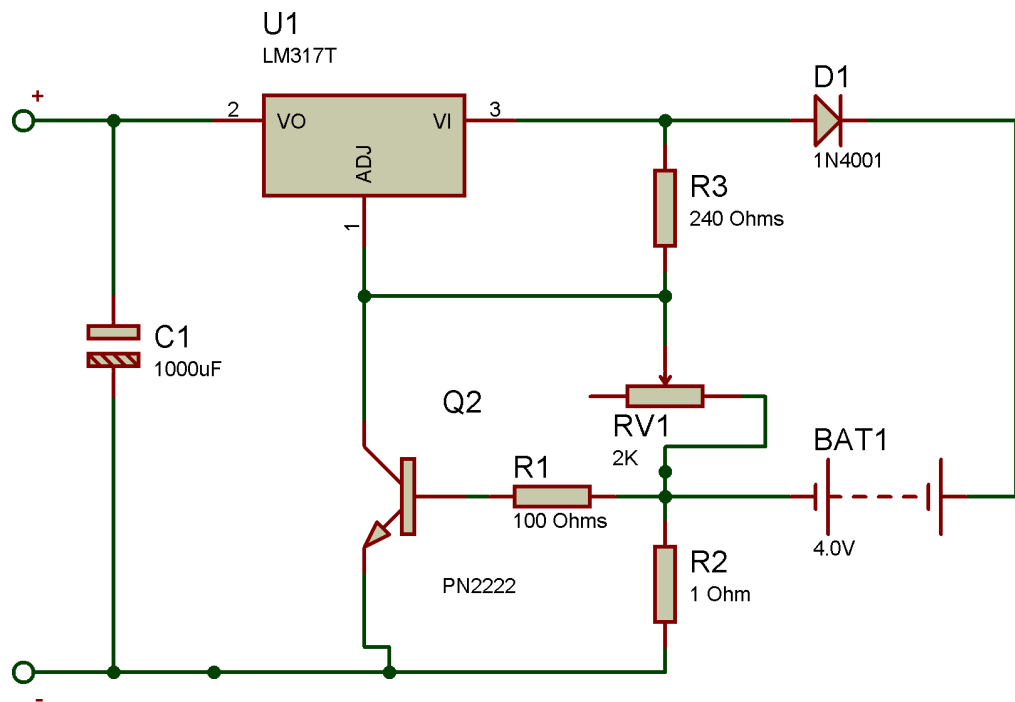 U1
LM317T
+
2
VO
VI
3
ADJ
1
D1
1N4001
R3
240 Ohms
C1
1000uF
Q2
RV1
2K
BAT1
4.0V
R1
100 Ohms
PN2222
R2
1 Ohm
-